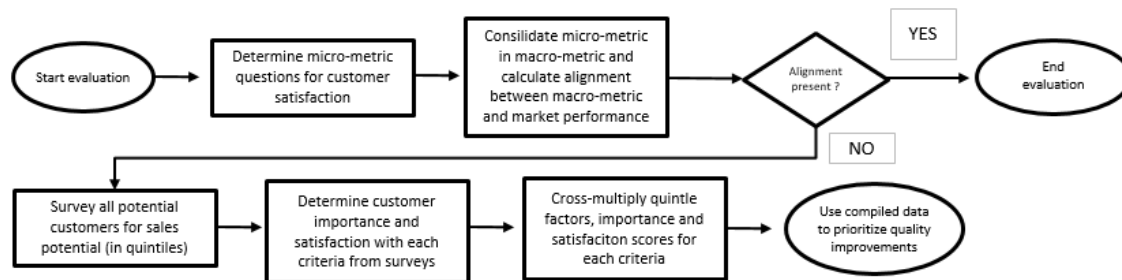 Start evaluation
Determine micro-metric
questions for customer
satisfaction
Consilidate micro-metric
in macro-metric and
calculate alignment
between macro-metric
and market performance
Alignment
present ?
YES
End
evaluation
NO
Survey all potential
customers for sales
potential (in quintiles)
Determine customer
importance and
satisfaction with each
criteria from surveys
Cross-multiply quintle
factors, importance and
satisfaciton scores for
each criteria
Use compiled data
to prioritize quality
improvements